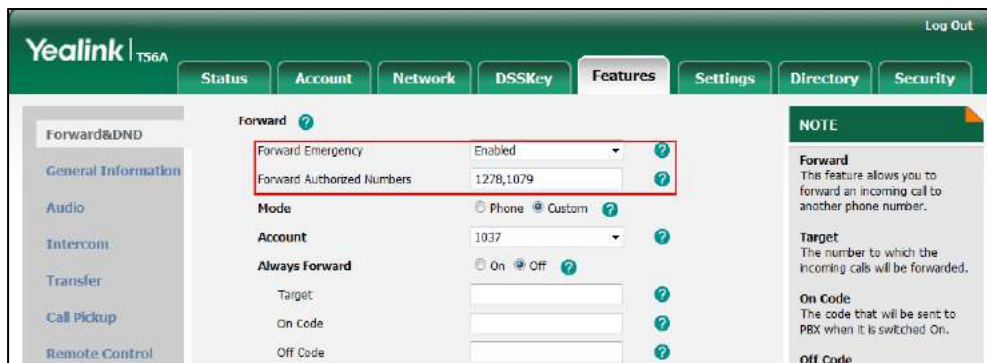 Log Out
Yealink T56A
Status Account Network DSSKey Features Settings Directory Security
Forward&DND
General Information
Audio
Intercom
Transfer
Call Pickup
Remote Control
Forward ?
Forward Emergency Enabled ?
Forward Authorized Numbers 1278,1079 ?
Mode Phone Custom ?
Account 1037 ?
Always Forward On Off ?
Target ?
On Code ?
Off Code ?
NOTE
Forward
This feature allows you to
forward an incoming call to
another phone number.
Target
The number to which the
incoming calls will be forwarded.
On Code
The code that will be sent to
PBX when it is switched On.
Off Code